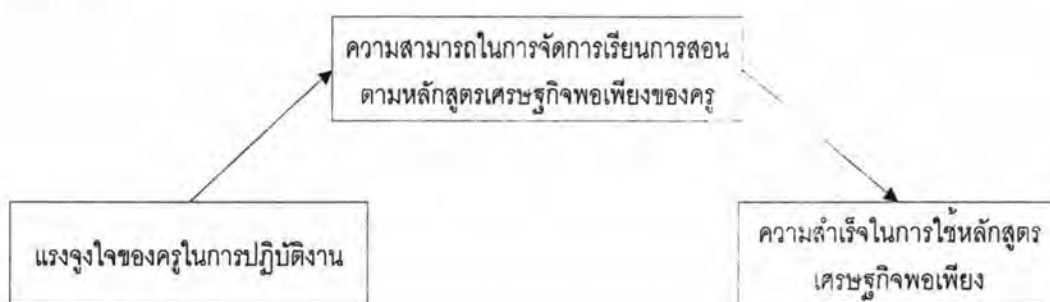 ความสามารถในการจัดการเรียนการสอน
ตามหลักสูตรเศรษฐกิจพอเพียงของครู
แรงจูงใจของครูในการปฏิบัติงาน
ความสำเร็จในการใช้หลักสูตร
เศรษฐกิจพอเพียง